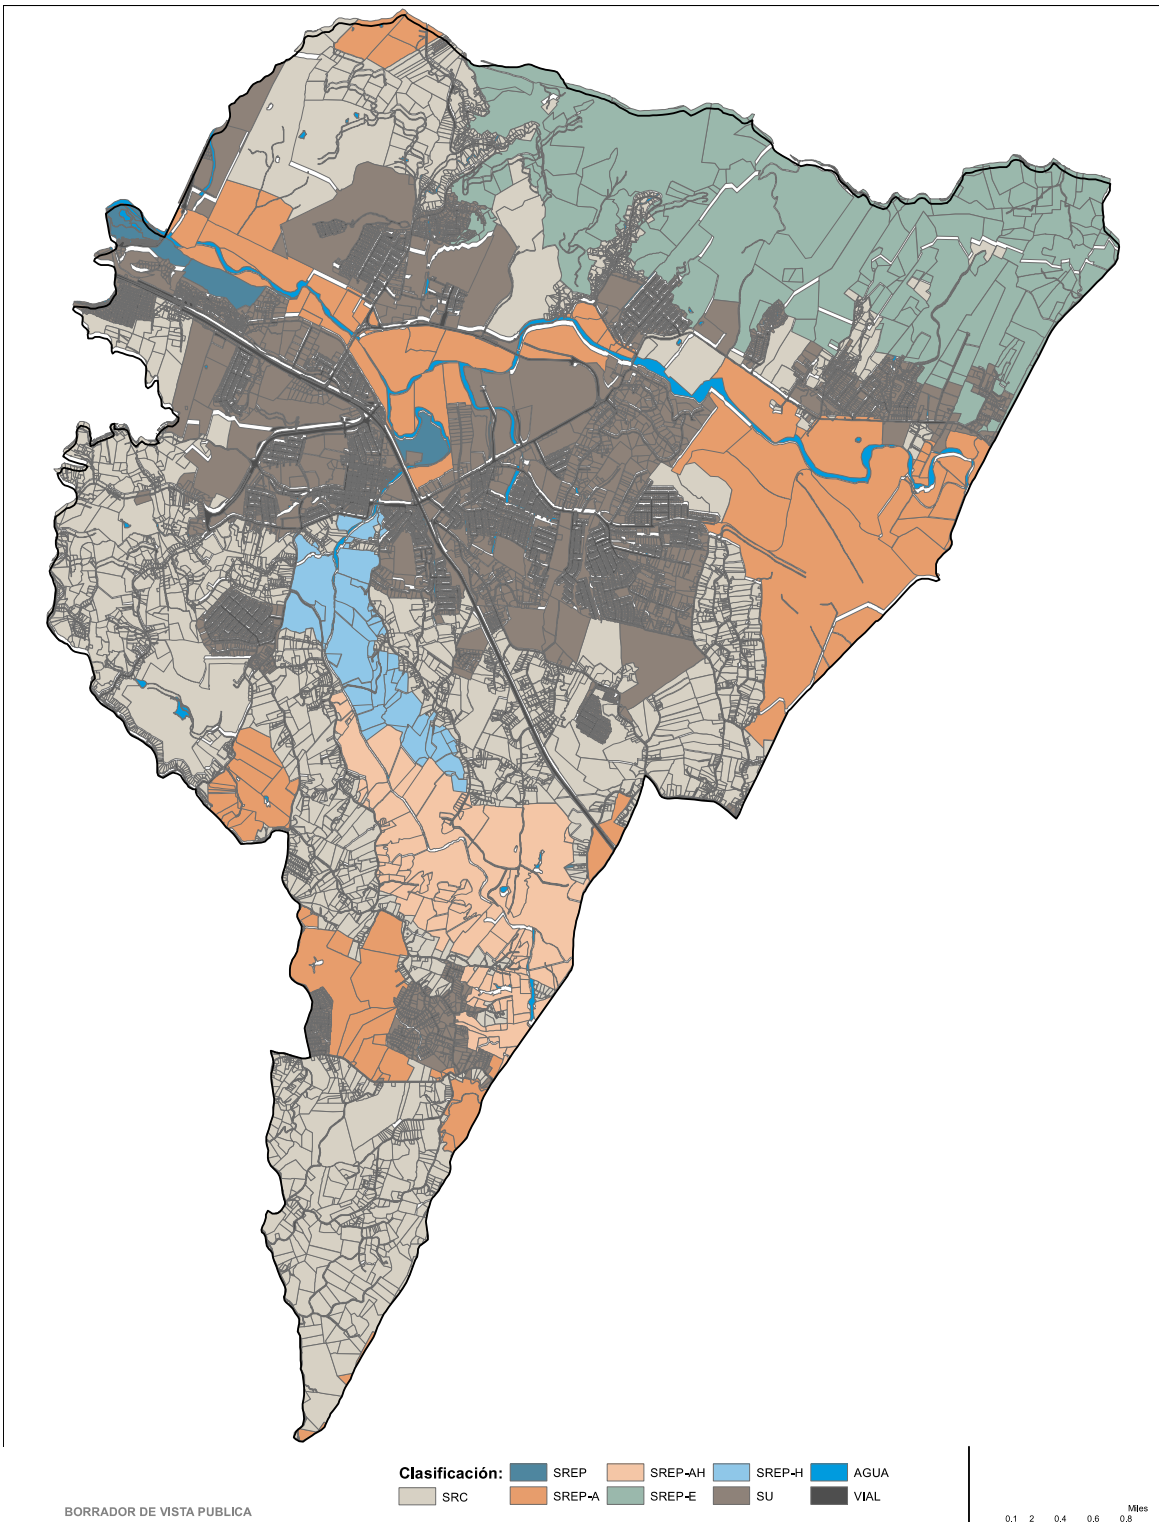 Clasificación: SREP SREP-AH SREP-H AGUA
SRC SREP-A SREP-E SU VIAL
BORRADOR DE VISTA PUBLICA
Miles
0.1 2 0.4 0.6 0.8